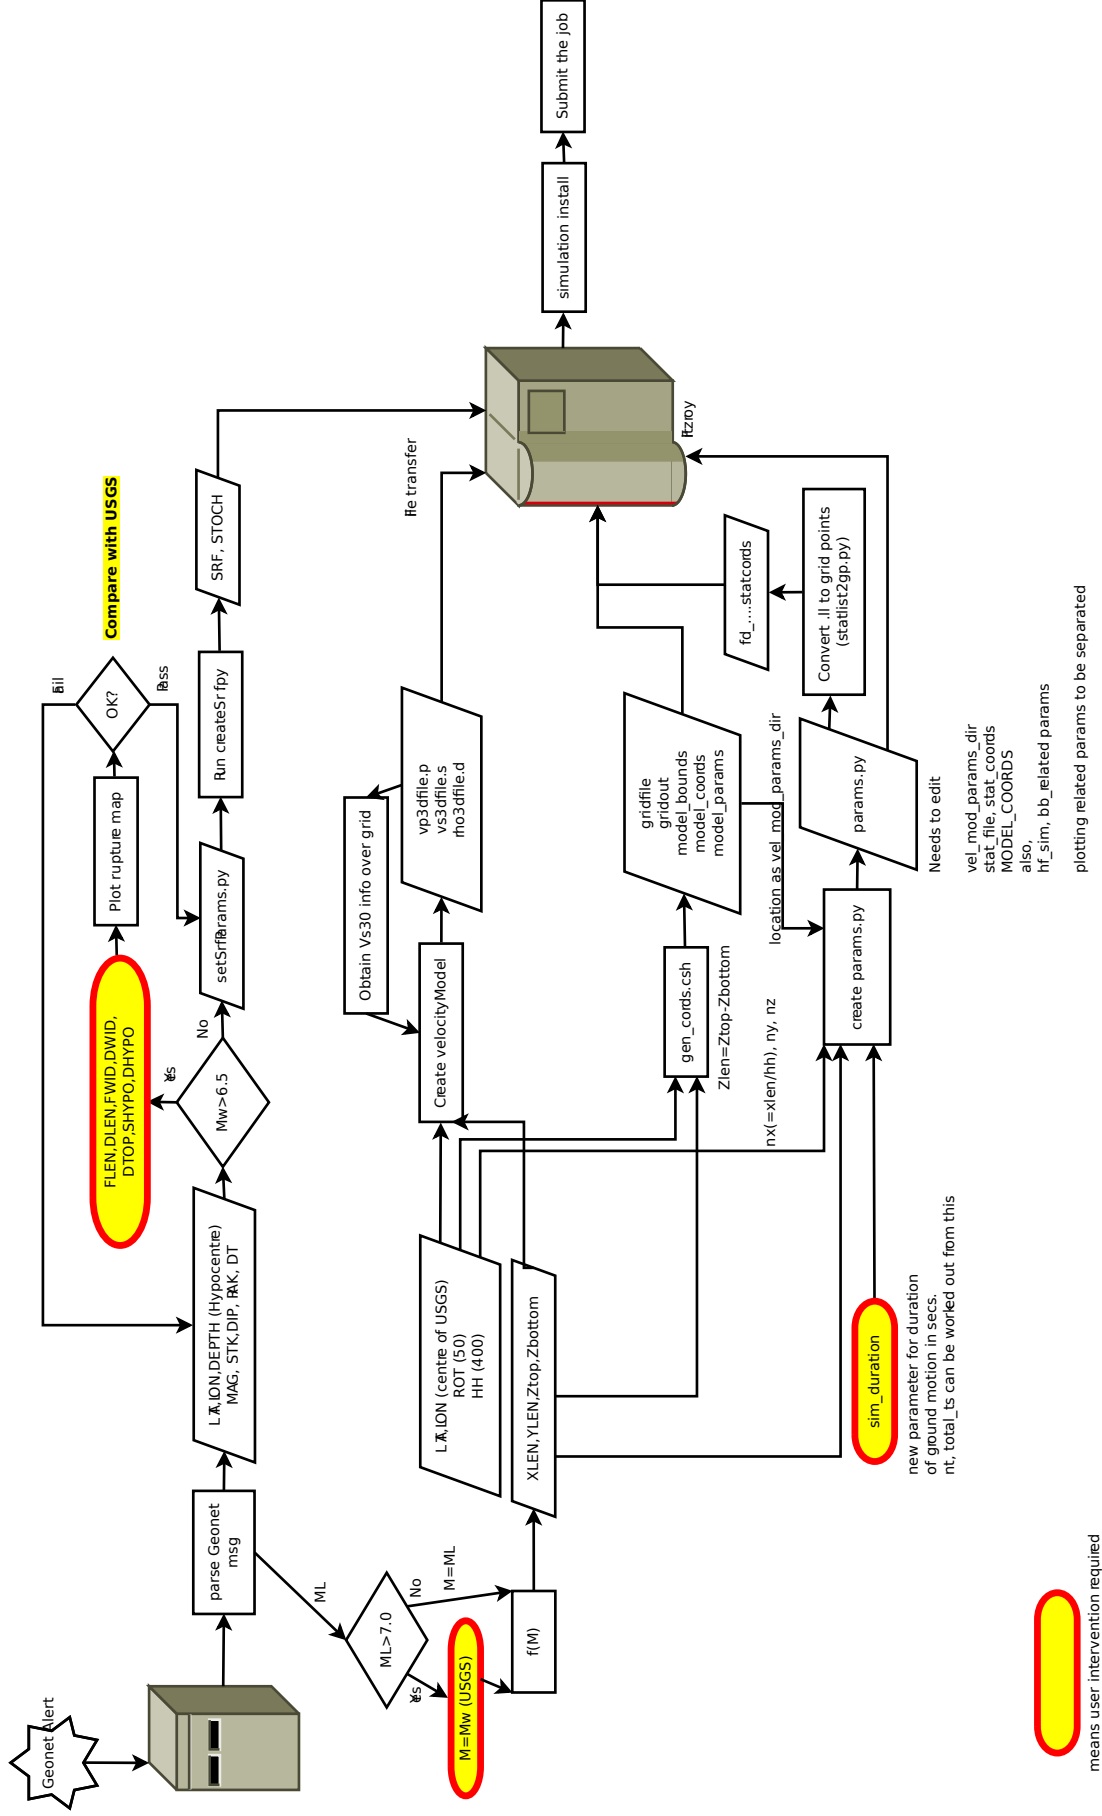 Geonet Alert
parse Geonet
msg
LAT,LON,DEPTH (Hypocentre)
MAG, STK,DIP, RAK, DT
Mw>6.5
Yes
No
FLEN,DLEN,FWID,DWID,
DTOP,SHYPO,DHYPO
Plot rupture map
OK?
Fail
Pass
Compare with USGS
setSrfParams.py
Run createSrf.py
SRF, STOCH
File transfer
Fitzroy
simulation install
Submit the job
ML
ML>7.0
Yes
No
M=ML
M=Mw (USGS)
f(M)
LAT,LON (centre of USGS)
ROT (50)
HH (400)
XLEN,YLEN,Ztop,Zbottom
Create velocityModel
Obtain Vs30 info over grid
vp3dfile.p
vs3dfile.s
rho3dfile.d
gen_cords.csh
Zlen=Ztop-Zbottom
gridfile
gridout
model_bounds
model_coords
model_params
nx(=xlen/hh), ny, nz
location as vel_mod_params_dir
create params.py
params.py
Convert .ll to grid points
(statlist2gp.py)
fd_....statcords
sim_duration
new parameter for duration
of ground motion in secs.
nt, total_ts can be worked out from this
Needs to edit
vel_mod_params_dir
stat_file, stat_coords
MODEL_COORDS
also,
hf_sim, bb_related params
plotting related params to be separated
means user intervention required